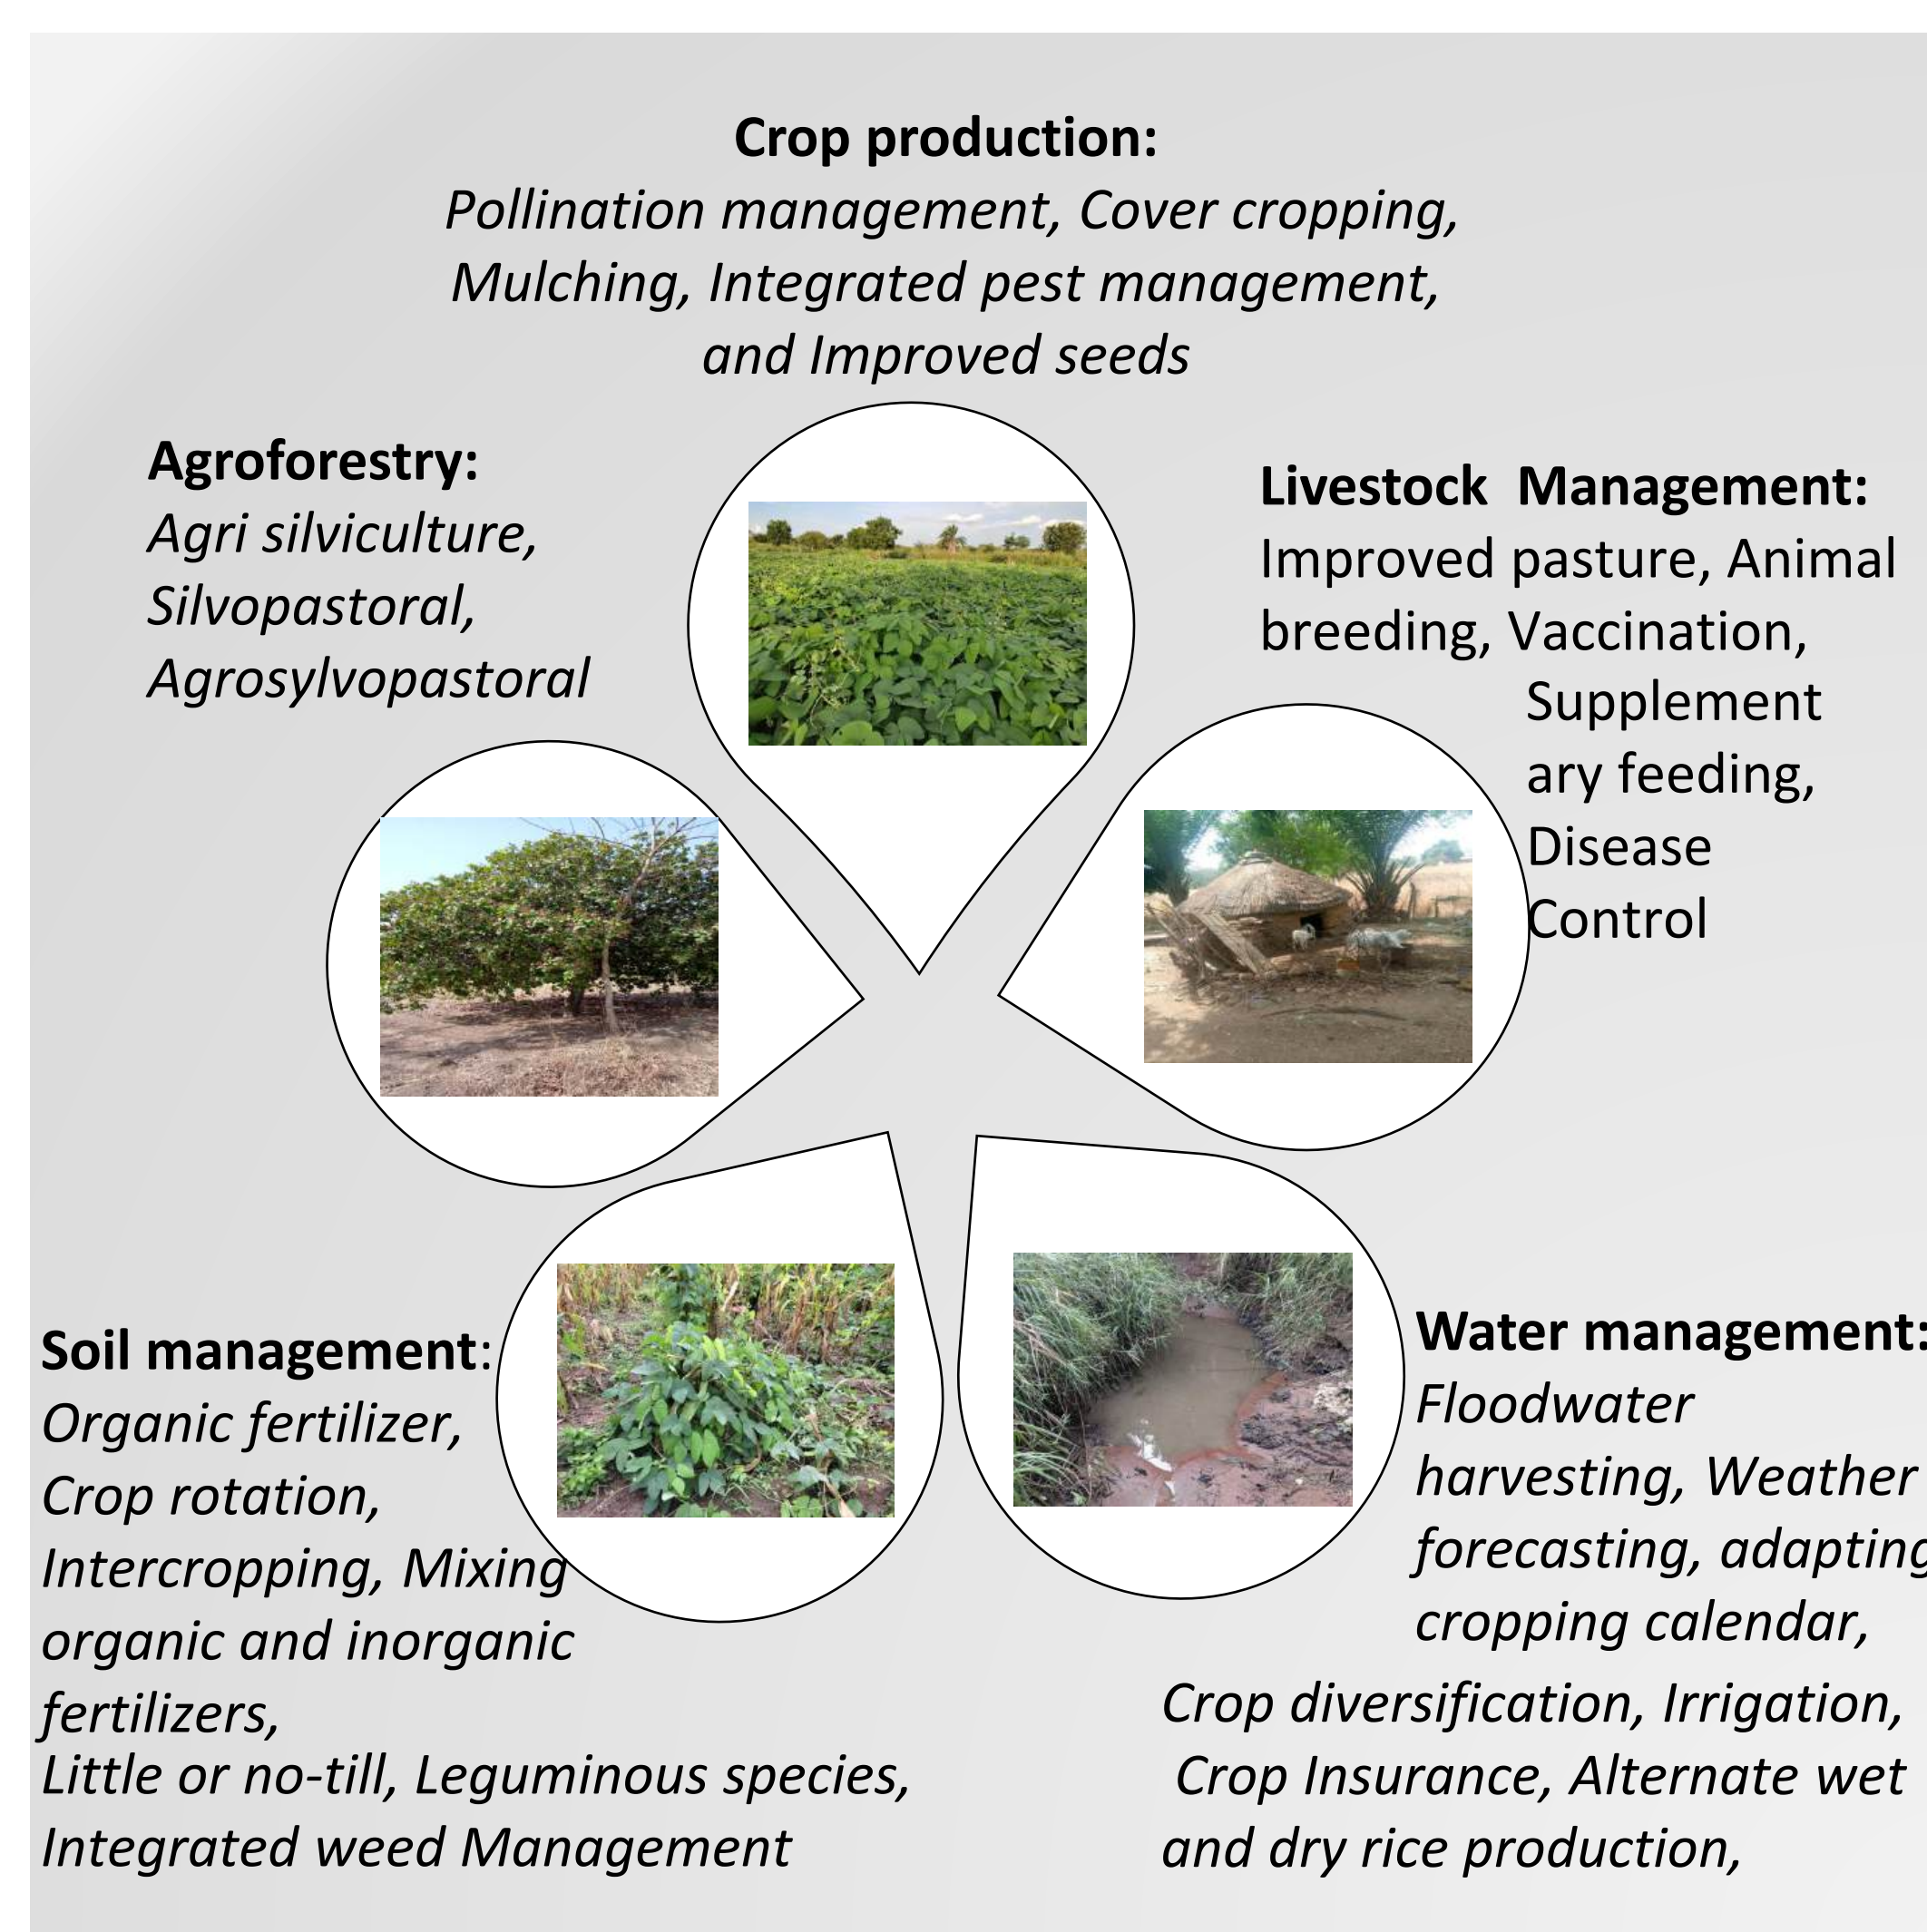 Crop production:
Pollination management, Cover cropping,
Mulching, Integrated pest management,
and Improved seeds
Agroforestry:
Agri silviculture,
Silvopastoral,
Agrosylvopastoral
Livestock  Management:
Improved pasture, Animal
breeding, Vaccination,
Supplement
ary feeding,
Disease
Control
Soil management:
Organic fertilizer,
Crop rotation,
Intercropping, Mixing
organic and inorganic
fertilizers,
Little or no-till, Leguminous species,
Integrated weed Management
Water management:
Floodwater
harvesting, Weather
forecasting, adapting
cropping calendar,
Crop diversification, Irrigation,
Crop Insurance, Alternate wet
and dry rice production,